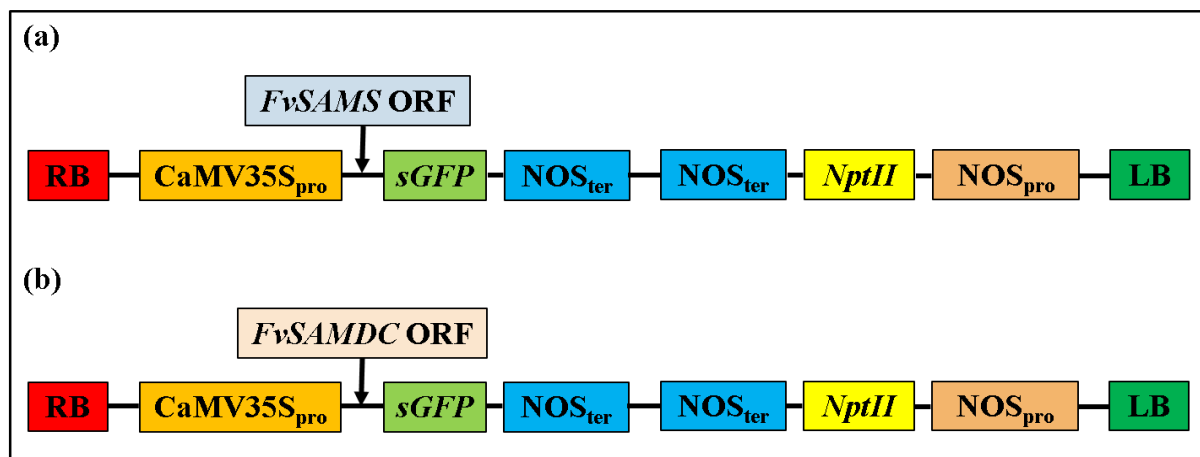 (a)
FvSAMS ORF
RB CaMV35Spro sGFP NOSter NOSter NptII NOSpro LB
(b)
FvSAMDC ORF
RB CaMV35Spro sGFP NOSter NOSter NptII NOSpro LB